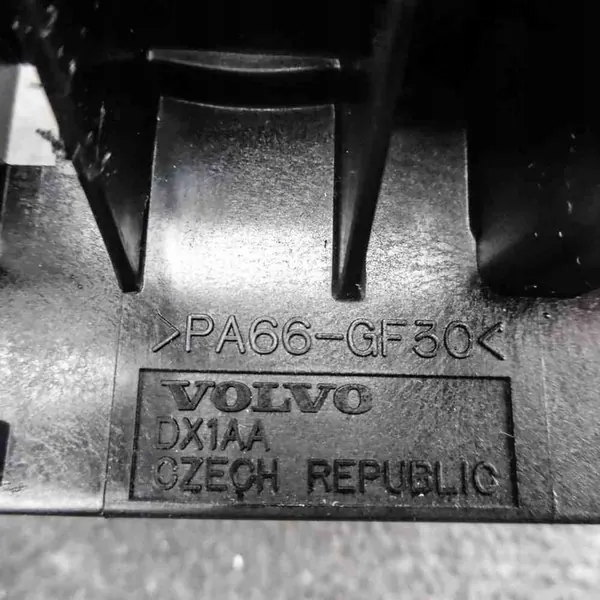 >PA66-GF30<
VOLVO
DX1AA
CZECH REPUBLIC